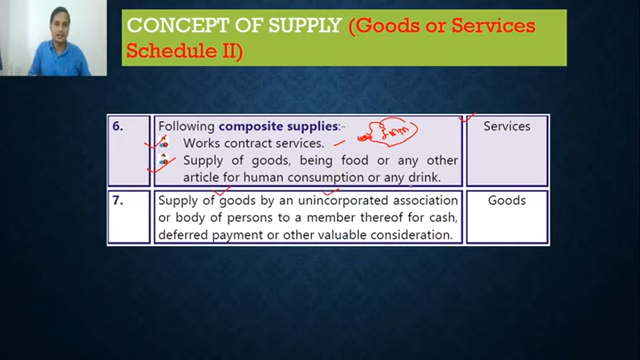 CONCEPT OF SUPPLY (Goods or Services
Schedule II)
6. Following composite supplies:- Services
Works contract services.
Supply of goods, being food or any other
article for human consumption or any drink.
7. Supply of goods by an unincorporated association Goods
or body of persons to a member thereof for cash,
deferred payment or other valuable consideration.